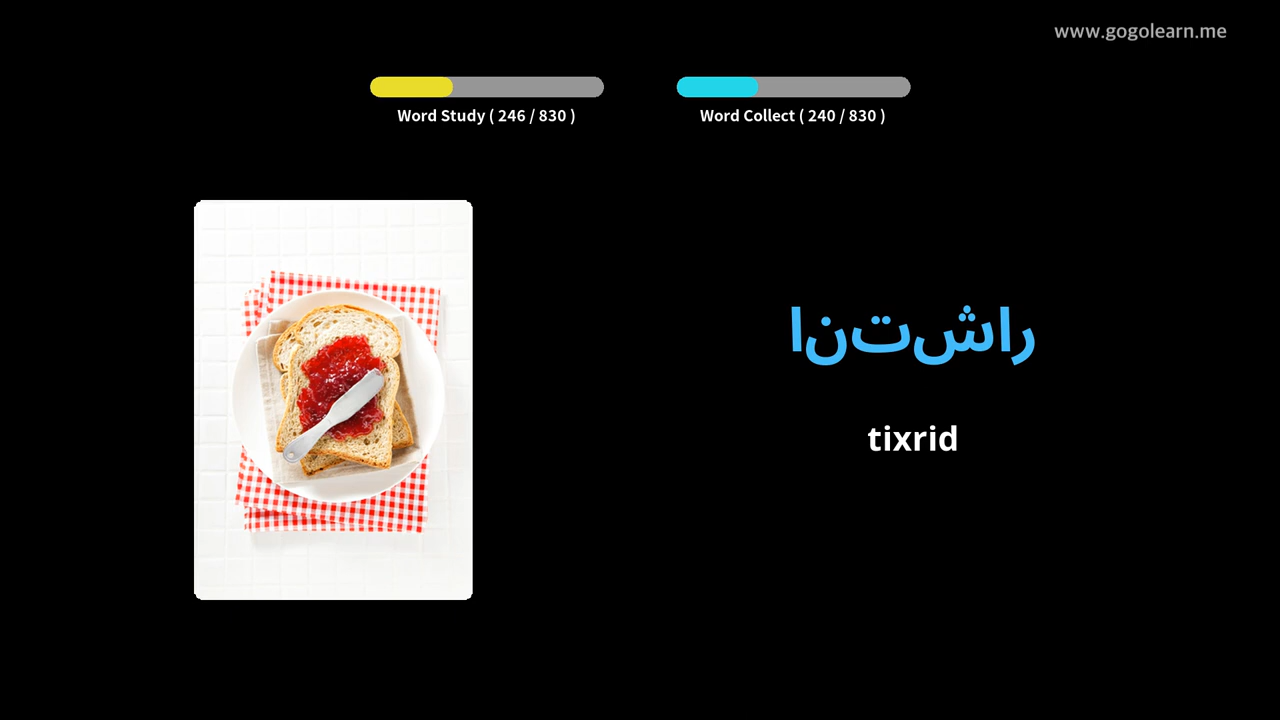 www.gogolearn.me
Word Study ( 246 / 830 )
Word Collect ( 240 / 830 )
راشتنا
tixrid